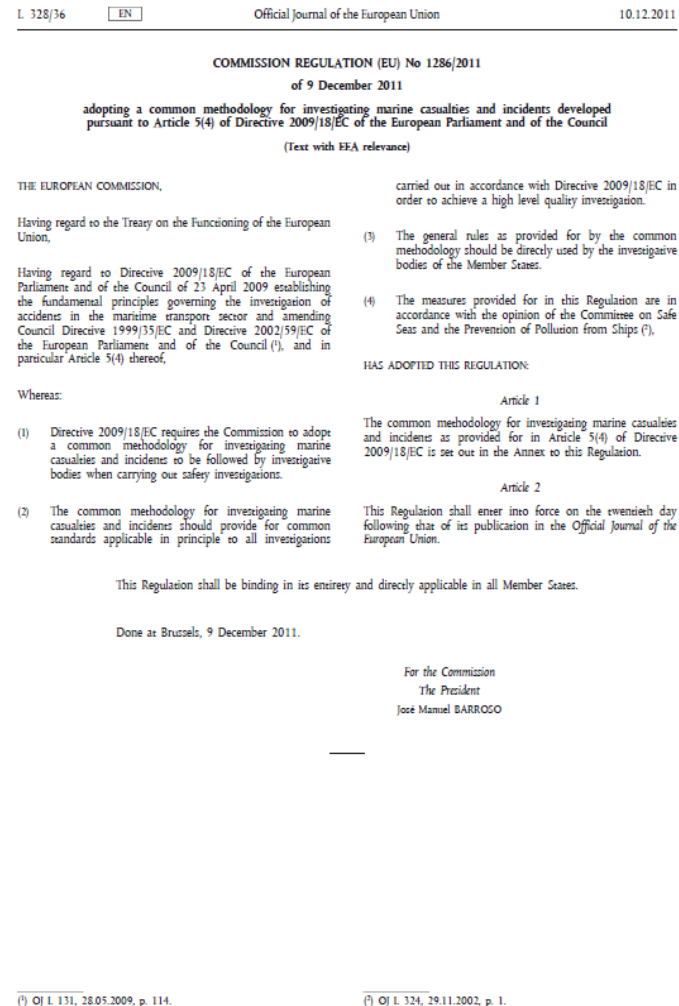 L 328/36 EN Official Journal of the European Union 10.12.2011
COMMISSION REGULATION (EU) No 1286/2011
of 9 December 2011
adopting a common methodology for investigating marine casualties and incidents developed
pursuant to Article 5(4) of Directive 2009/18/EC of the European Parliament and of the Council
(Text with EEA relevance)
THE EUROPEAN COMMISSION,
Having regard to the Treaty on the Functioning of the European
Union,
Having regard to Directive 2009/18/EC of the European
Parliament and of the Council of 23 April 2009 establishing
the fundamental principles governing the investigation of
accidents in the maritime transport sector and amending
Council Directive 1999/35/EC and Directive 2002/59/EC of
the European Parliament and of the Council (¹), and in
particular Article 5(4) thereof,
Whereas:
(1) Directive 2009/18/EC requires the Commission to adopt
a common methodology for investigating marine
casualties and incidents to be followed by investigative
bodies when carrying out safety investigations.
(2) The common methodology for investigating marine
casualties and incidents should provide for common
standards applicable in principle to all investigations
carried out in accordance with Directive 2009/18/EC in
order to achieve a high level quality investigation.
(3) The general rules as provided for by the common
methodology should be directly used by the investigative
bodies of the Member States.
(4) The measures provided for in this Regulation are in
accordance with the opinion of the Committee on Safe
Seas and the Prevention of Pollution from Ships (²),
HAS ADOPTED THIS REGULATION:
Article 1
The common methodology for investigating marine casualties
and incidents as provided for in Article 5(4) of Directive
2009/18/EC is set out in the Annex to this Regulation.
Article 2
This Regulation shall enter into force on the twentieth day
following that of its publication in the Official Journal of the
European Union.
This Regulation shall be binding in its entirety and directly applicable in all Member States.
Done at Brussels, 9 December 2011.
For the Commission
The President
José Manuel BARROSO
(¹) OJ L 131, 28.05.2009, p. 114.
(²) OJ L 324, 29.11.2002, p. 1.